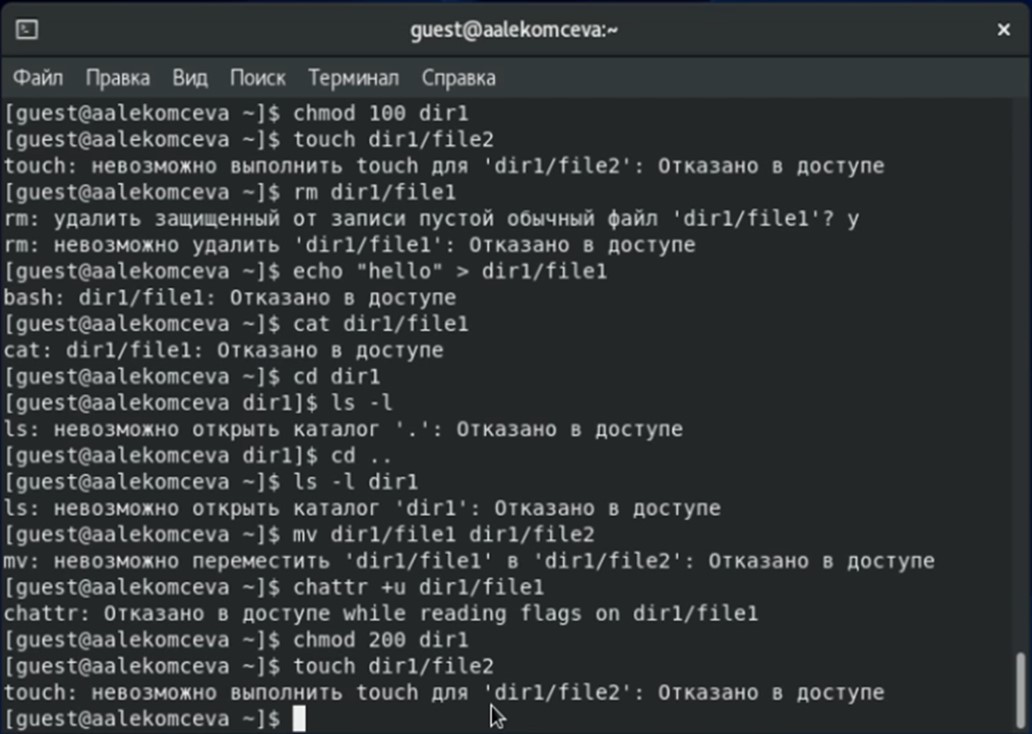 guest@aalekomceva:~
Файл Правка Вид Поиск Терминал Справка
[guest@aalekomceva ~]$ chmod 100 dir1
[guest@aalekomceva ~]$ touch dir1/file2
touch: невозможно выполнить touch для 'dir1/file2': Отказано в доступе
[guest@aalekomceva ~]$ rm dir1/file1
rm: удалить защищенный от записи пустой обычный файл 'dir1/file1'? y
rm: невозможно удалить 'dir1/file1': Отказано в доступе
[guest@aalekomceva ~]$ echo "hello" > dir1/file1
bash: dir1/file1: Отказано в доступе
[guest@aalekomceva ~]$ cat dir1/file1
cat: dir1/file1: Отказано в доступе
[guest@aalekomceva ~]$ cd dir1
[guest@aalekomceva dir1]$ ls -l
ls: невозможно открыть каталог '.': Отказано в доступе
[guest@aalekomceva dir1]$ cd ..
[guest@aalekomceva ~]$ ls -l dir1
ls: невозможно открыть каталог 'dir1': Отказано в доступе
[guest@aalekomceva ~]$ mv dir1/file1 dir1/file2
mv: невозможно переместить 'dir1/file1' в 'dir1/file2': Отказано в доступе
[guest@aalekomceva ~]$ chattr +u dir1/file1
chattr: Отказано в доступе while reading flags on dir1/file1
[guest@aalekomceva ~]$ chmod 200 dir1
[guest@aalekomceva ~]$ touch dir1/file2
touch: невозможно выполнить touch для 'dir1/file2': Отказано в доступе
[guest@aalekomceva ~]$